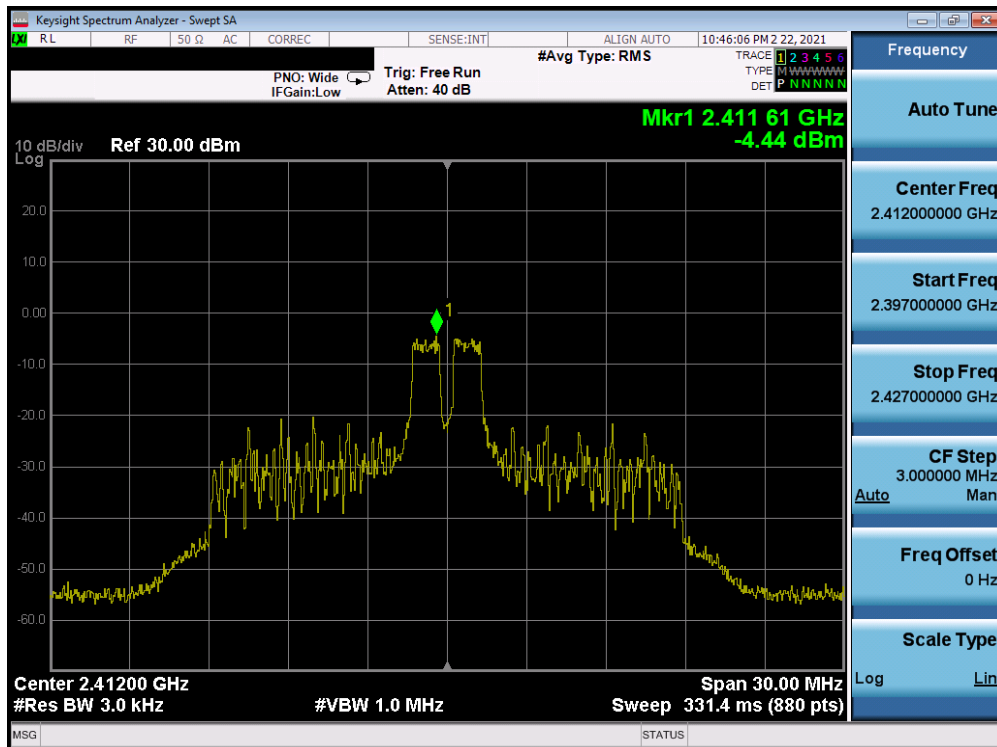 Keysight Spectrum Analyzer - Swept SA
LXI RL RF 50 Ω AC CORREC SENSE:INT ALIGN AUTO 10:46:06 PM 2 22, 2021
#Avg Type: RMS
TRACE 1 2 3 4 5 6
PNO: Wide Trig: Free Run
TYPE M WWWWW
IFGain:Low Atten: 40 dB
DET P N N N N N
Frequency
Mkr1 2.411 61 GHz
-4.44 dBm
10 dB/div Ref 30.00 dBm
Log
20.0
10.0
0.00
-10.0
-20.0
-30.0
-40.0
-50.0
-60.0
1
Center 2.41200 GHz Span 30.00 MHz
#Res BW 3.0 kHz #VBW 1.0 MHz Sweep 331.4 ms (880 pts)
MSG STATUS
Auto Tune
Center Freq
2.412000000 GHz
Start Freq
2.397000000 GHz
Stop Freq
2.427000000 GHz
CF Step
3.000000 MHz
Auto Man
Freq Offset
0 Hz
Scale Type
Log Lin